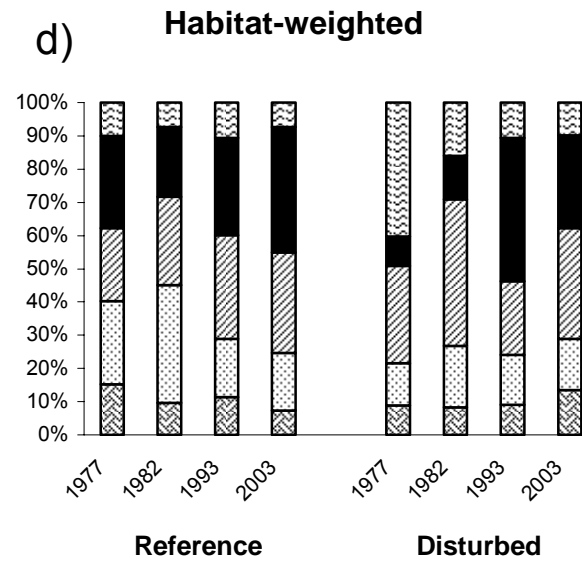 Habitat-weighted
d)
100%
90%
80%
70%
60%
50%
40%
30%
20%
10%
0%
1977 1982 1993 2003 1977 1982 1993 2003
Reference Disturbed